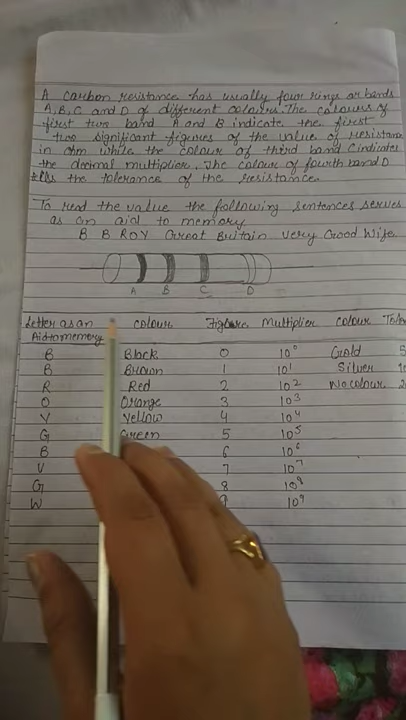 A carbon resistance has usually four rings or bands
A, B, C and D of different colours. The colours of
first two band A and B indicate the first
two significant figures of the value of resistance
in ohm while the colour of third band C indicates
the decimal multiplier. The colour of fourth band D
tells the tolerance of the resistance.
To read the value the following sentences serves
as an aid to memory
B B ROY Great Britain Very Good Wife
A B C D
Letter as an colour Figure Multiplier colour
Aid to memory
B Black 0 10⁰ Gold 5
B Brown 1 10¹ Silver
R Red 2 10² No colour
O Orange 3 10³
Y Yellow 4 10⁴
G Green 5 10⁵
B 6 10⁶
V 7 10⁷
G 8 10⁸
W 9 10⁹